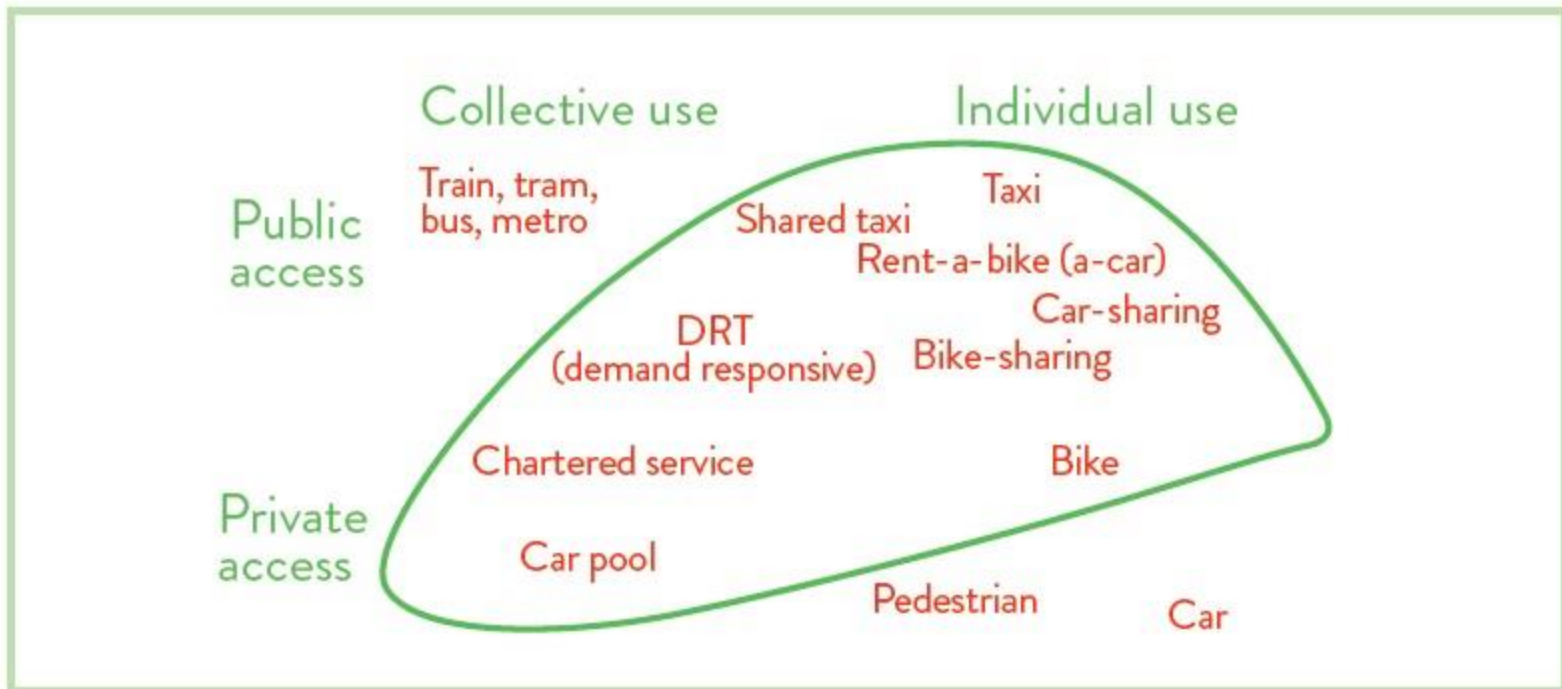 Collective use
Individual use
Train, tram,
bus, metro
Public
access
Taxi
Shared taxi
Rent-a-bike (a-car)
Car-sharing
DRT
(demand responsive)
Bike-sharing
Chartered service
Bike
Private
access
Car pool
Pedestrian
Car